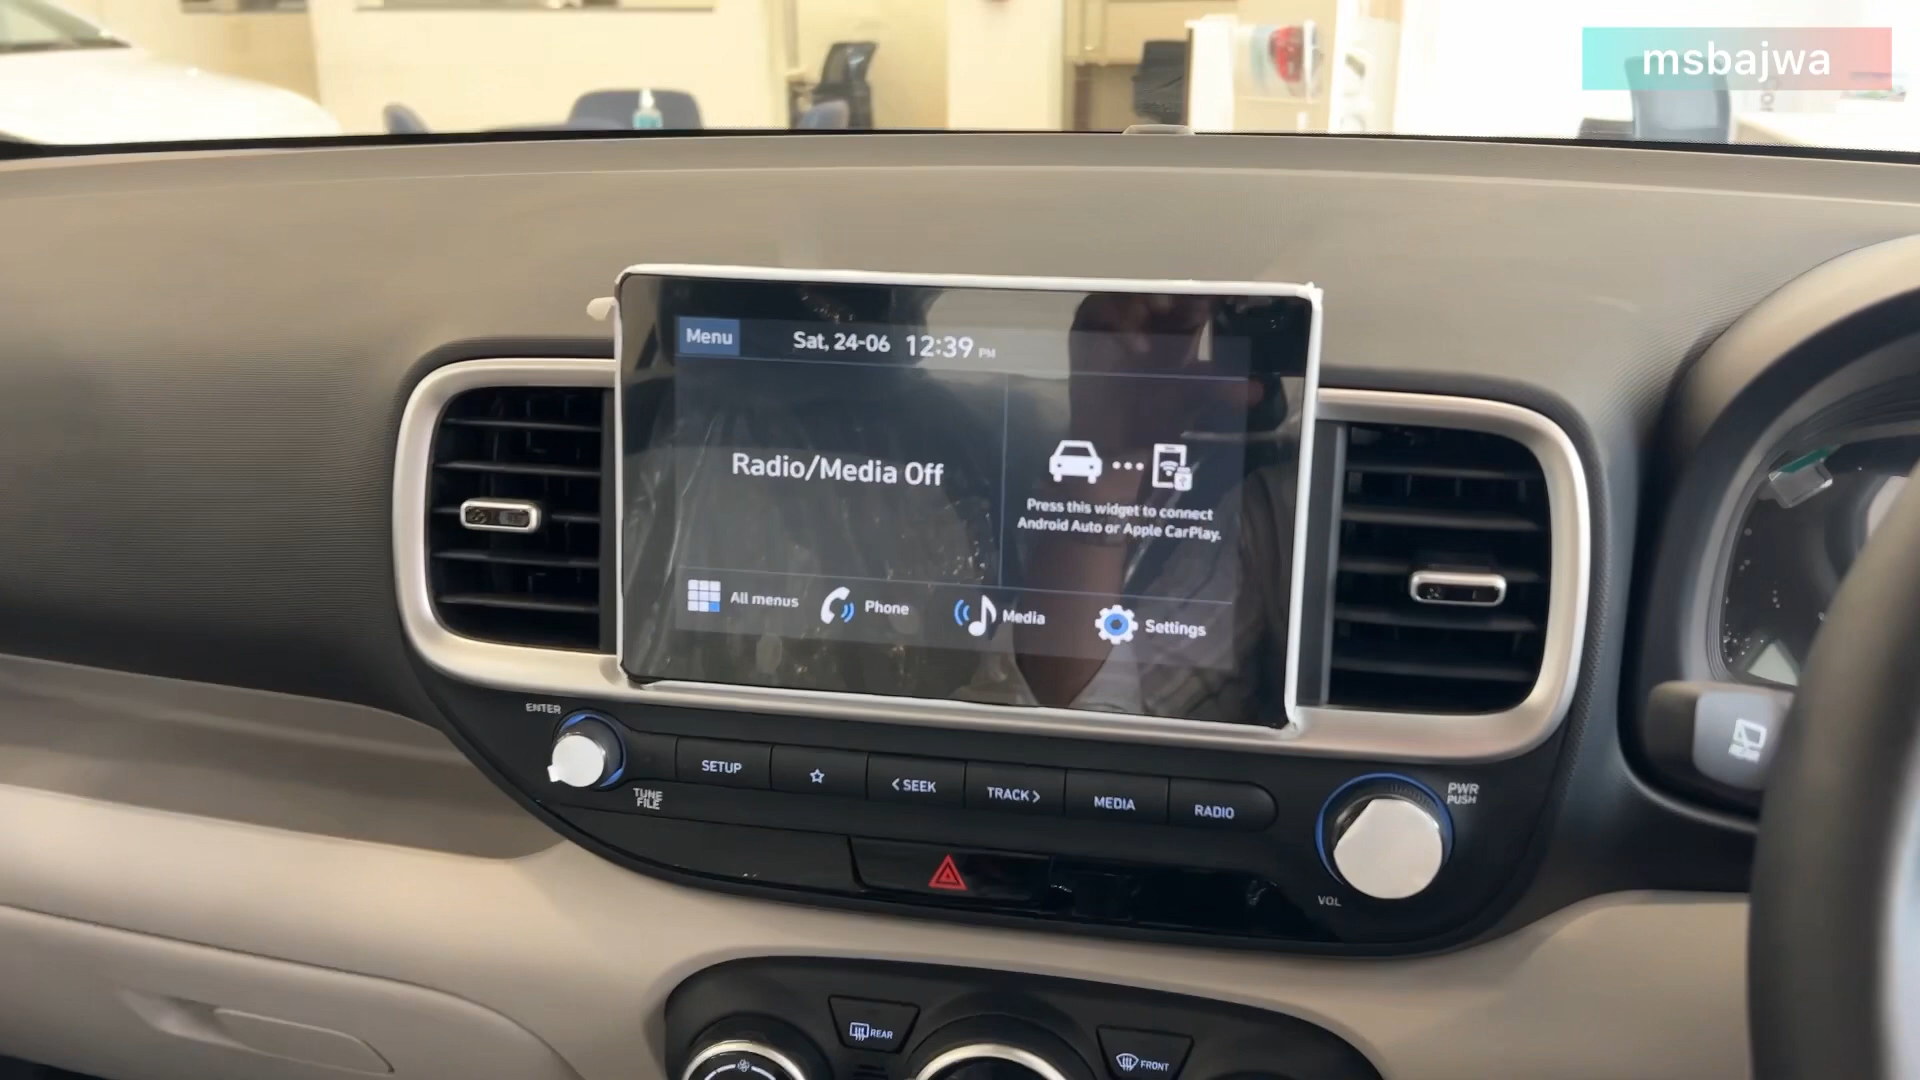 msbajwa
Menu
Sat, 24-06 12:39 PM
Radio/Media Off
Press this widget to connect
Android Auto or Apple CarPlay.
All menus
Phone
Media
Settings
ENTER
TUNE
FILE
SETUP
< SEEK
TRACK >
MEDIA
RADIO
PWR
PUSH
VOL
REAR
FRONT